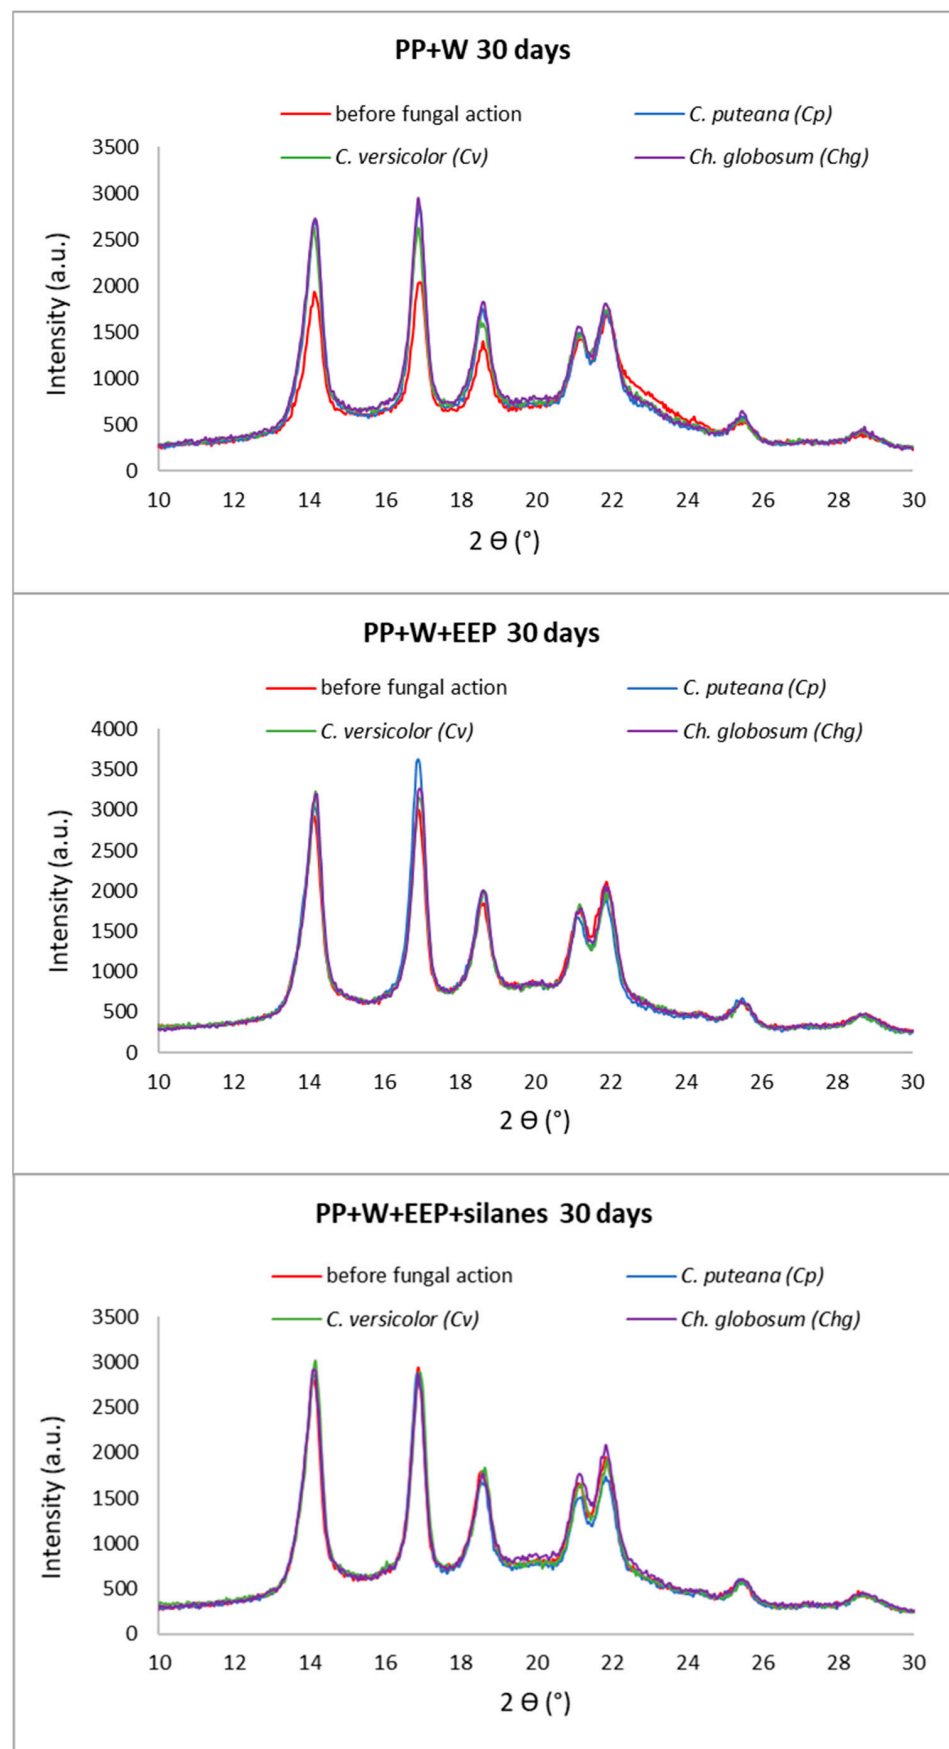 PP+W 30 days
before fungal action
C. puteana (Cp)
C. versicolor (Cv)
Ch. globosum (Chg)
3500
3000
2500
2000
1500
1000
500
0
Intensity (a.u.)
10 12 14 16 18 20 22 24 26 28 30
2 Θ (°)
PP+W+EEP 30 days
before fungal action
C. puteana (Cp)
C. versicolor (Cv)
Ch. globosum (Chg)
4000
3500
3000
2500
2000
1500
1000
500
0
Intensity (a.u.)
10 12 14 16 18 20 22 24 26 28 30
2 Θ (°)
PP+W+EEP+silanes 30 days
before fungal action
C. puteana (Cp)
C. versicolor (Cv)
Ch. globosum (Chg)
3500
3000
2500
2000
1500
1000
500
0
Intensity (a.u.)
10 12 14 16 18 20 22 24 26 28 30
2 Θ (°)